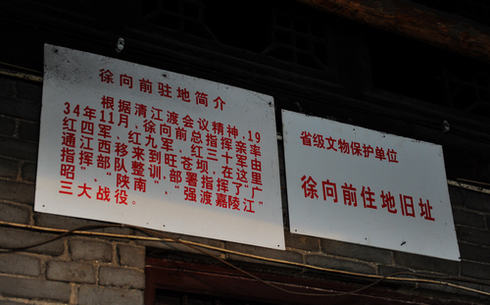 徐向前驻地简介
根据清江渡会议精神,19
34年11月,徐向前总指挥亲率
红四军、红九军、红三十军由
通江西移来到旺苍坝,在这里
指挥部队整训,部署指挥了“广
昭”、“陕南”、“强渡嘉陵江”
三大战役。
省级文物保护单位
徐向前住地旧址